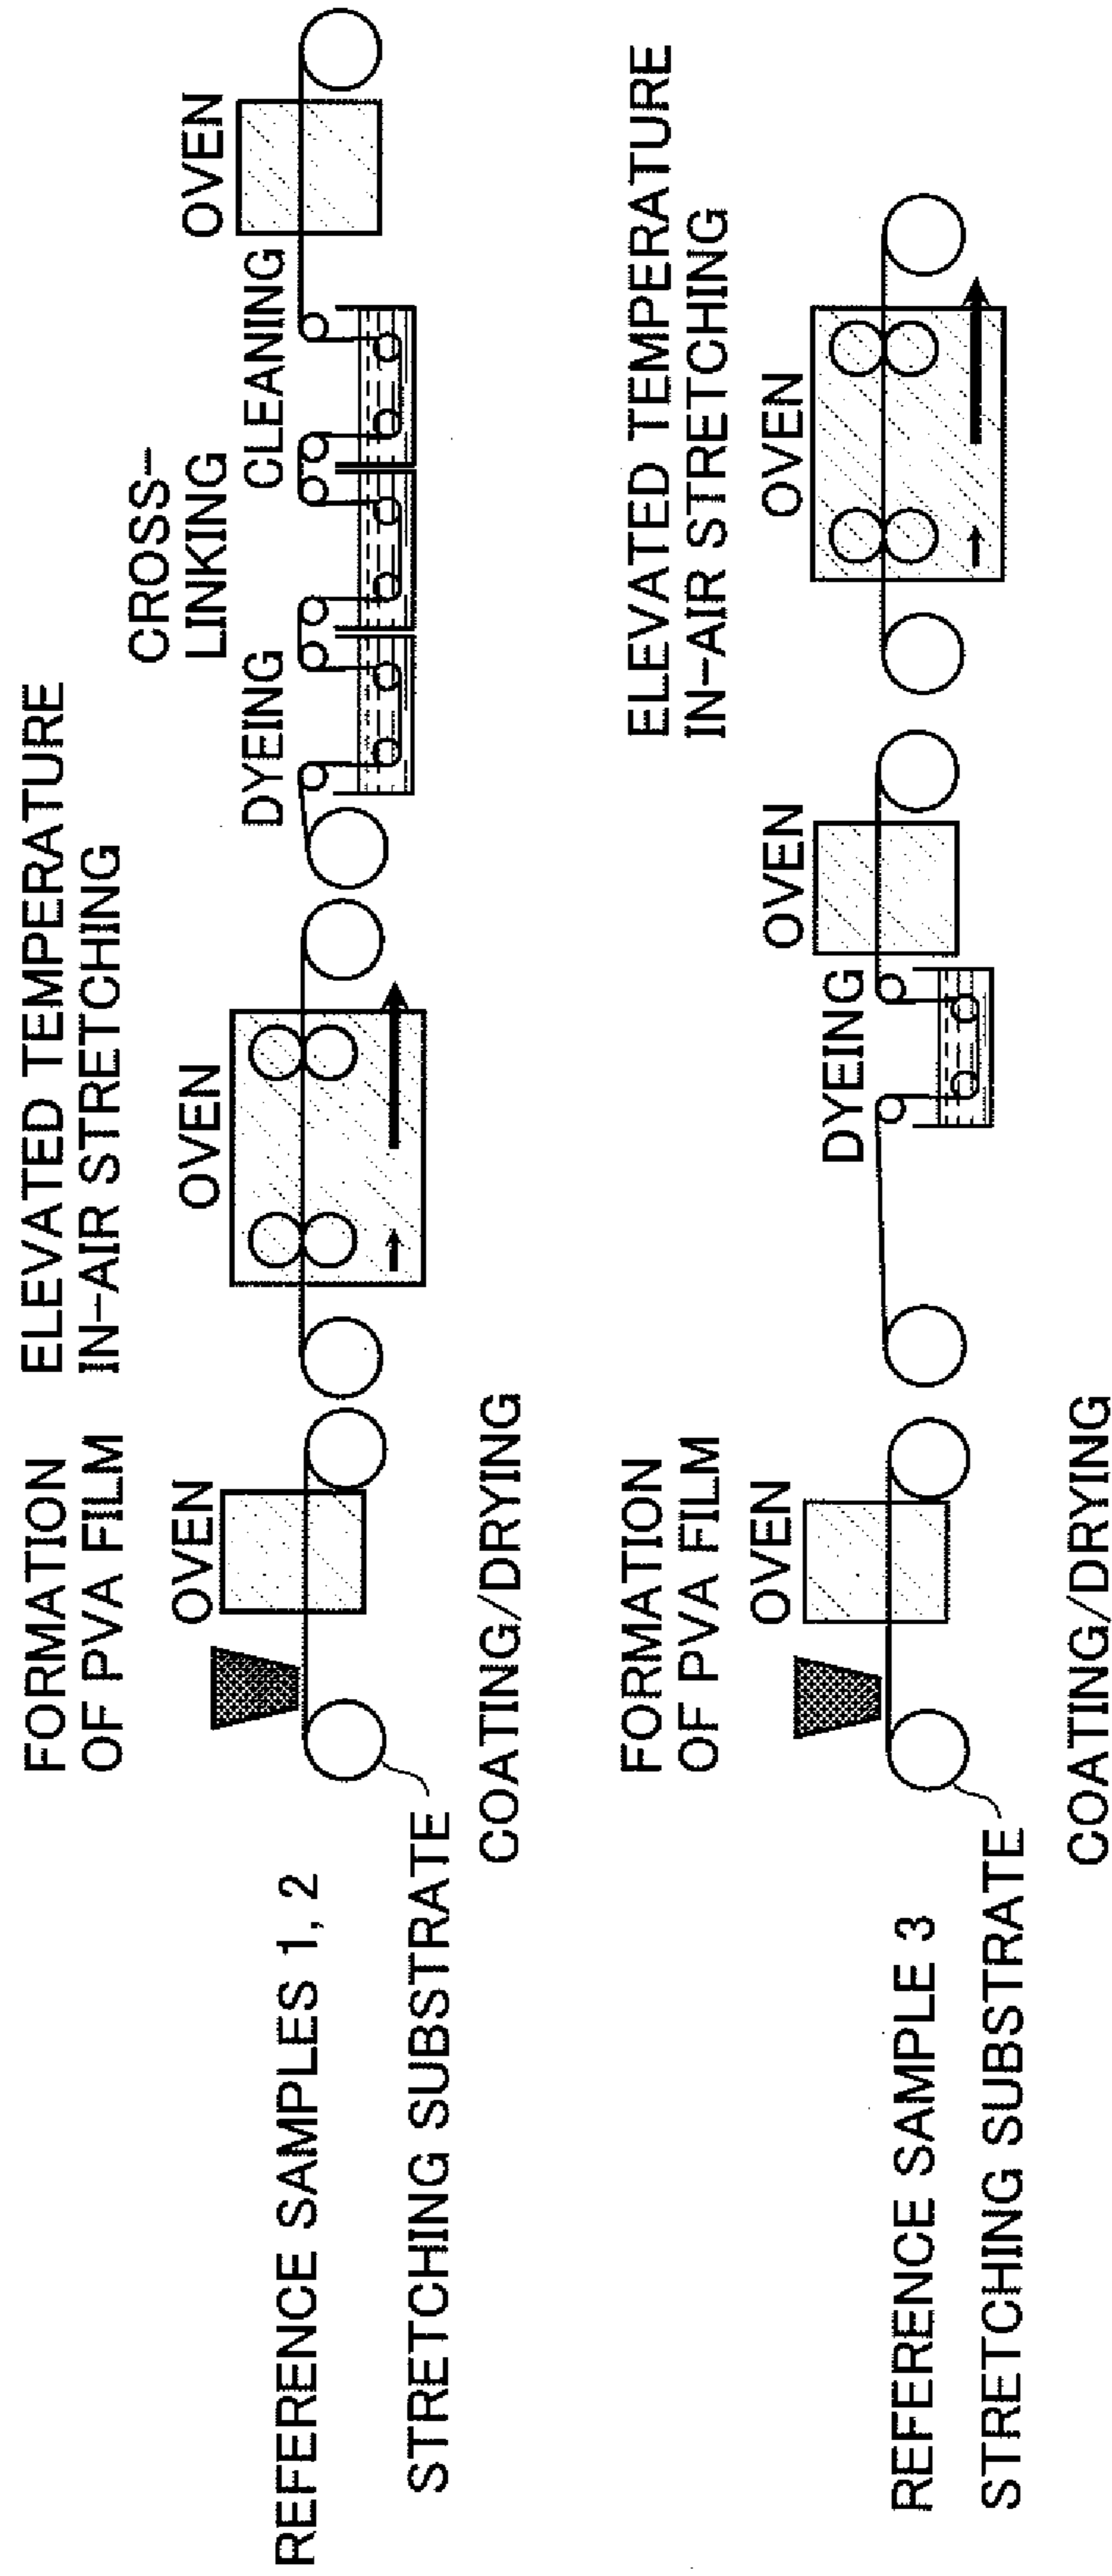 REFERENCE SAMPLES 1, 2
STRETCHING SUBSTRATE
FORMATION
OF PVA FILM
OVEN
COATING/DRYING
ELEVATED TEMPERATURE
IN-AIR STRETCHING
OVEN
DYEING
CROSS-
LINKING
CLEANING
OVEN
REFERENCE SAMPLE 3
STRETCHING SUBSTRATE
FORMATION
OF PVA FILM
OVEN
COATING/DRYING
DYEING
OVEN
ELEVATED TEMPERATURE
IN-AIR STRETCHING
OVEN